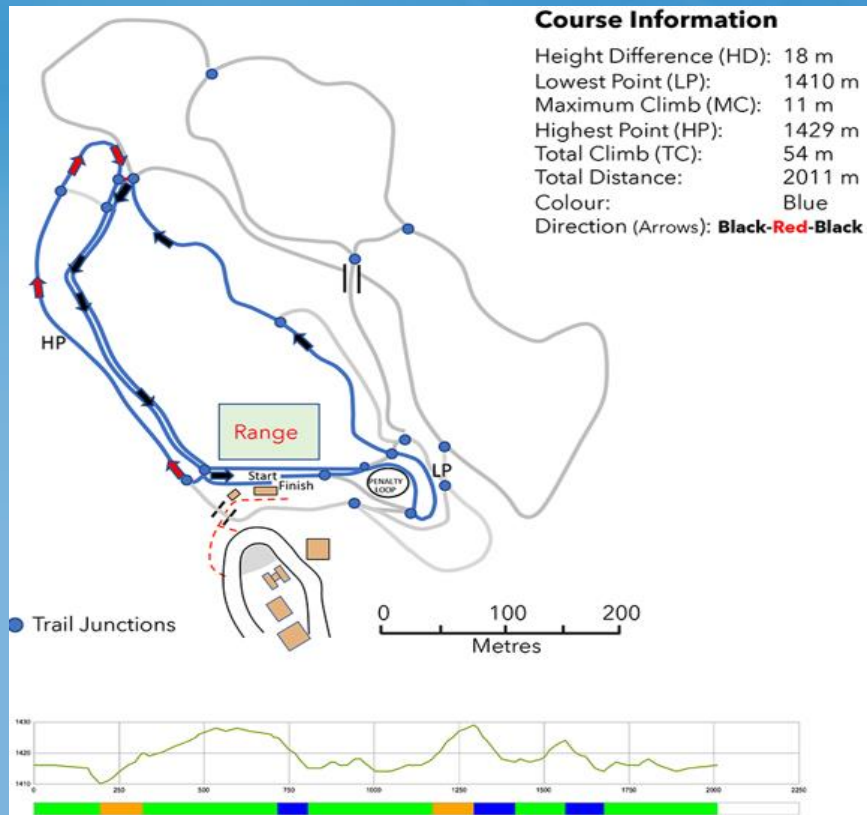 Course Information
Height Difference (HD): 18 m
Lowest Point (LP): 1410 m
Maximum Climb (MC): 11 m
Highest Point (HP): 1429 m
Total Climb (TC): 54 m
Total Distance: 2011 m
Colour: Blue
Direction (Arrows): Black-Red-Black
HP
Range
LP
Start
Finish
PENALTY
LOOP
Trail Junctions
0 100 200
Metres
1430
1420
1410
0 250 500 750 1000 1250 1500 1750 2000 2250